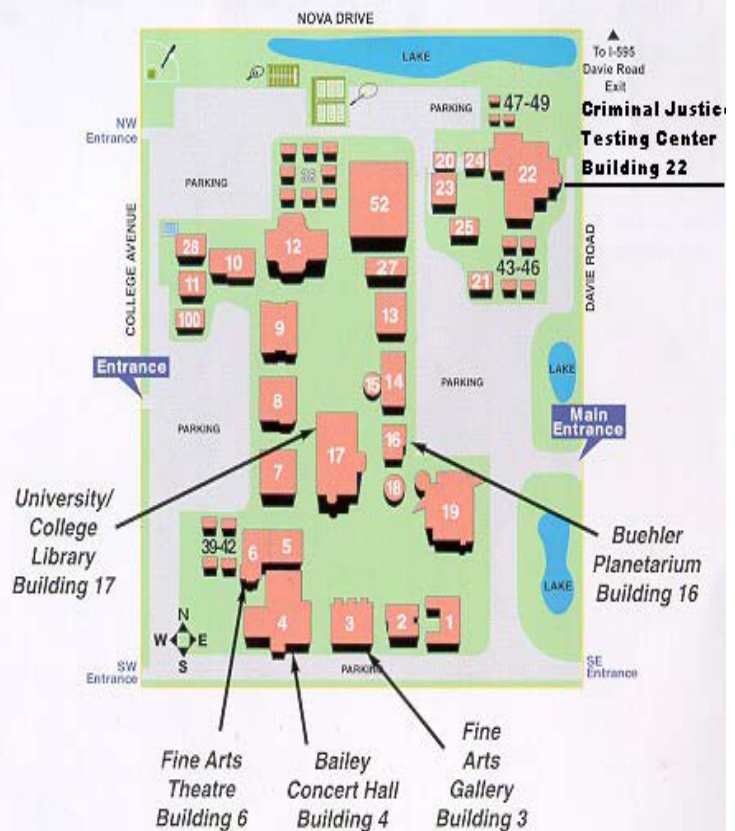 NOVA DRIVE
LAKE
To I-595
Davie Road
Exit
NW
Entrance
PARKING
47-49
Criminal Justic
Testing Center
Building 22
20
24
22
23
52
PARKING
25
12
28
10
27
43-46
21
11
COLLEGE AVENUE
DAVIE ROAD
100
9
13
Entrance
15
14
LAKE
PARKING
8
Main
Entrance
PARKING
16
17
7
18
19
University/
College
Library
Building 17
39-42
6
5
Buehler
Planetarium
Building 16
LAKE
N
W
E
S
4
3
2
1
SW
Entrance
PARKING
SE
Entrance
Fine Arts
Theatre
Building 6
Bailey
Concert Hall
Building 4
Fine
Arts
Gallery
Building 3